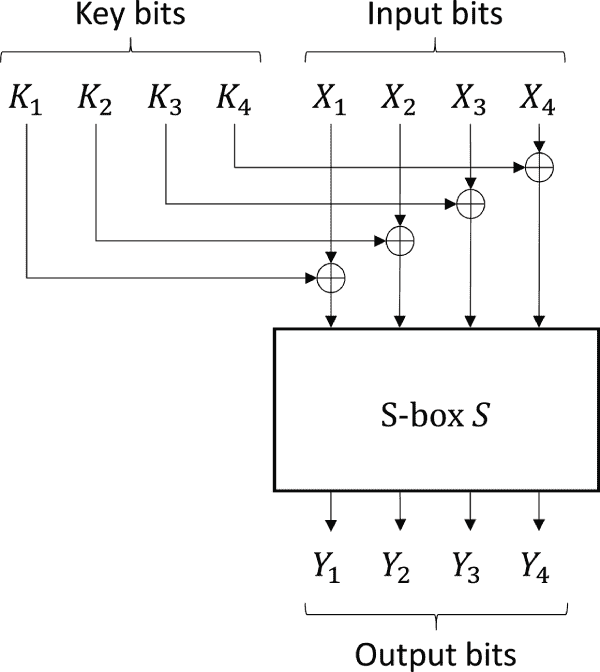 Key bits Input bits
K1 K2 K3 K4 X1 X2 X3 X4
S-box S
Y1 Y2 Y3 Y4
Output bits